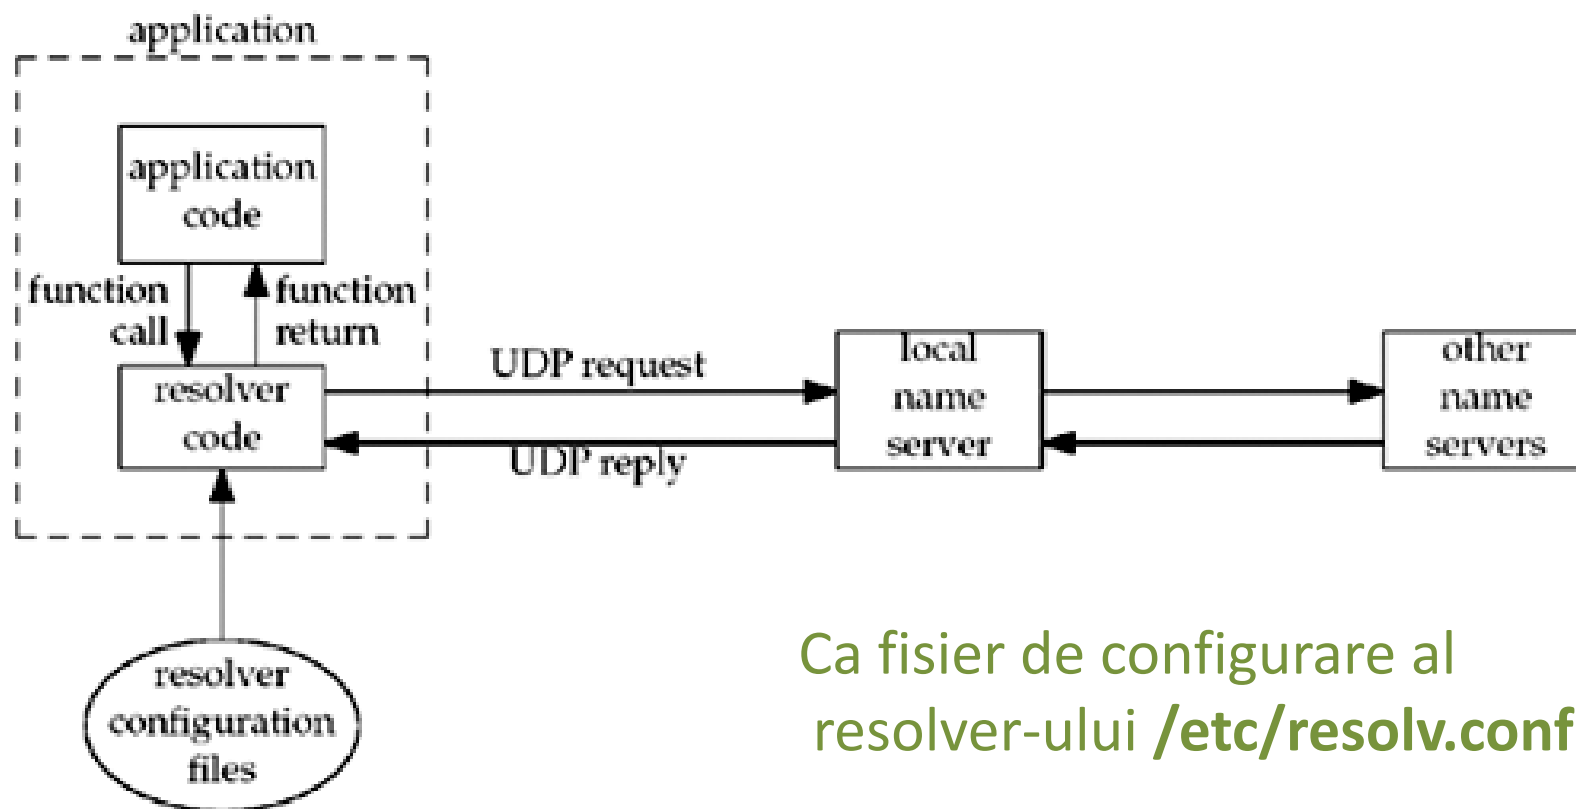 application
application
code
function
call
function
return
resolver
code
UDP request
UDP reply
local
name
server
other
name
servers
resolver
configuration
files
Ca fisier de configurare al
resolver-ului /etc/resolv.conf